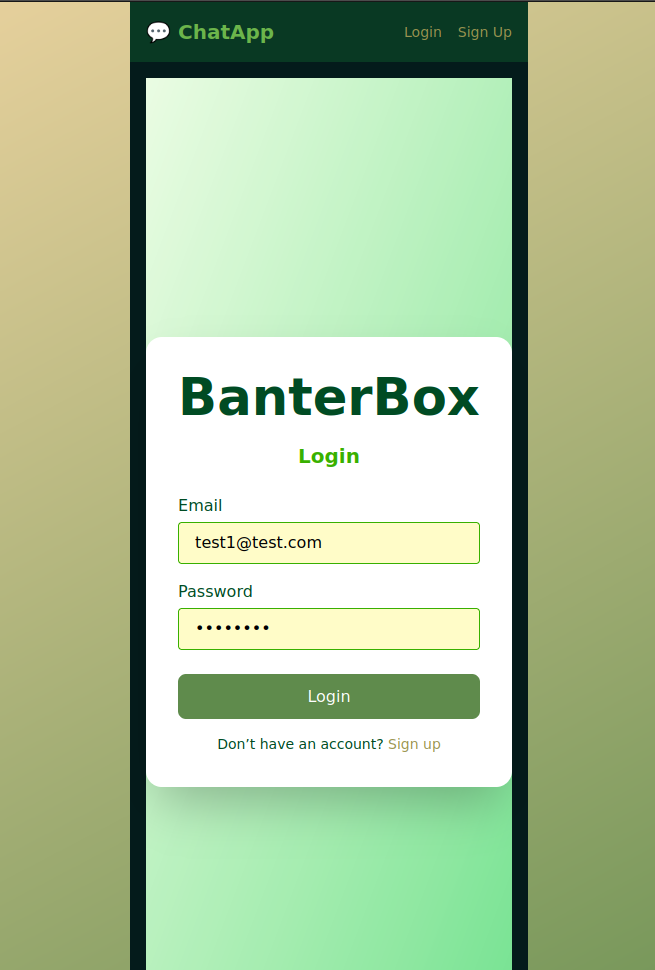 💬 ChatApp Login Sign Up
BanterBox
Login
Email
test1@test.com
Password
••••••••
Login
Don’t have an account? Sign up